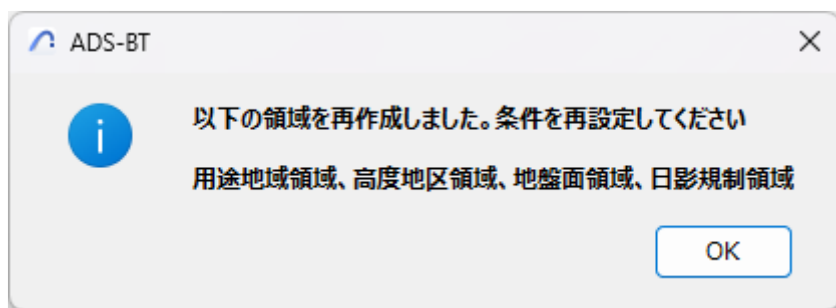 ADS-BT
以下の領域を再作成しました。条件を再設定してください
用途地域領域、高度地区領域、地盤面領域、日影規制領域
OK